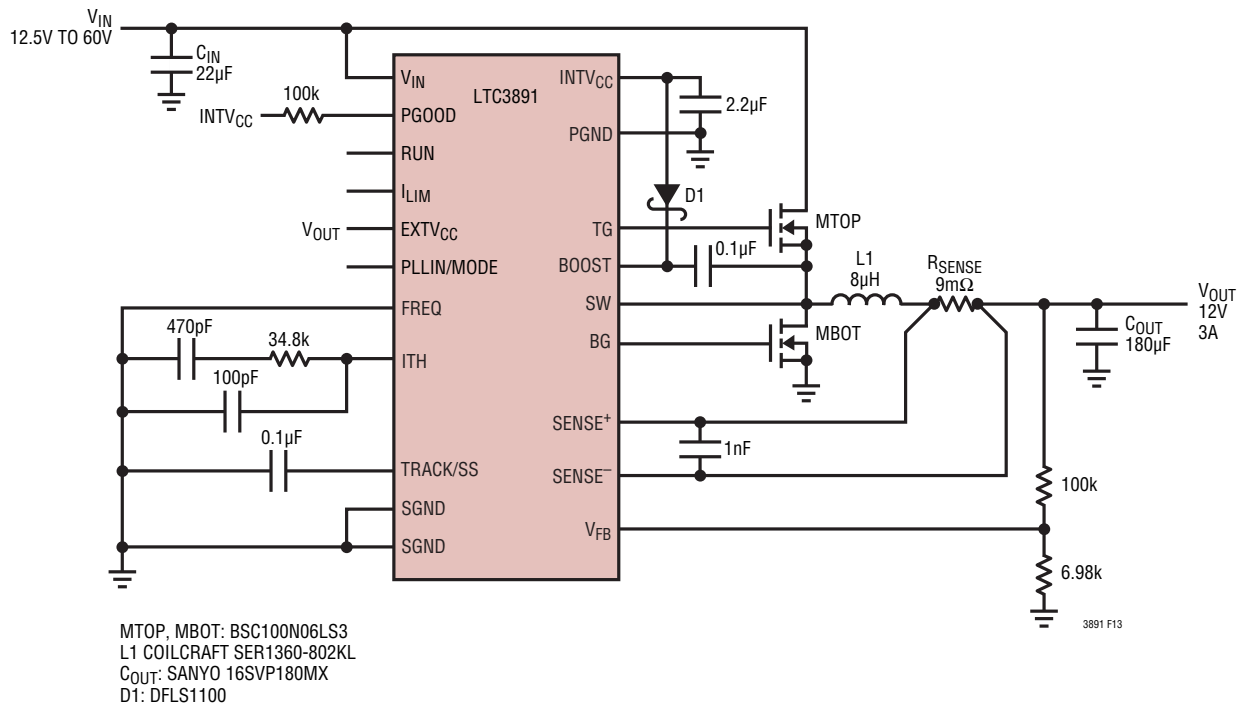 VIN
12.5V TO 60V
CIN
22µF
INTVCC
100k
LTC3891
VIN
PGOOD
RUN
ILIM
VOUT
EXTVCC
PLLIN/MODE
FREQ
470pF
34.8k
ITH
100pF
0.1µF
TRACK/SS
SGND
SGND
INTVCC
2.2µF
PGND
D1
TG
MTOP
BOOST
0.1µF
SW
L1
8µH
RSENSE
9mΩ
VOUT
12V
3A
BG
MBOT
COUT
180µF
SENSE+
1nF
SENSE–
100k
VFB
6.98k
3891 F13
MTOP, MBOT: BSC100N06LS3
L1 COILCRAFT SER1360-802KL
COUT: SANYO 16SVP180MX
D1: DFLS1100